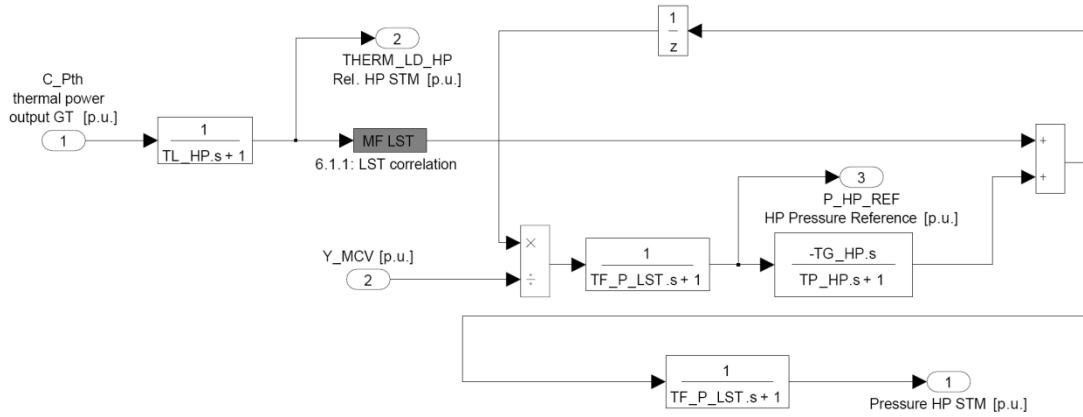 1
z
2
THERM_LD_HP
Rel. HP STM [p.u.]
C_Pth
thermal power
output GT [p.u.]
1
1
TL_HP.s + 1
MF LST
6.1.1: LST correlation
+
+
3
P_HP_REF
HP Pressure Reference [p.u.]
Y_MCV [p.u.]
2
×
÷
1
TF_P_LST.s + 1
-TG_HP.s
TP_HP.s + 1
1
TF_P_LST.s + 1
1
Pressure HP STM [p.u.]